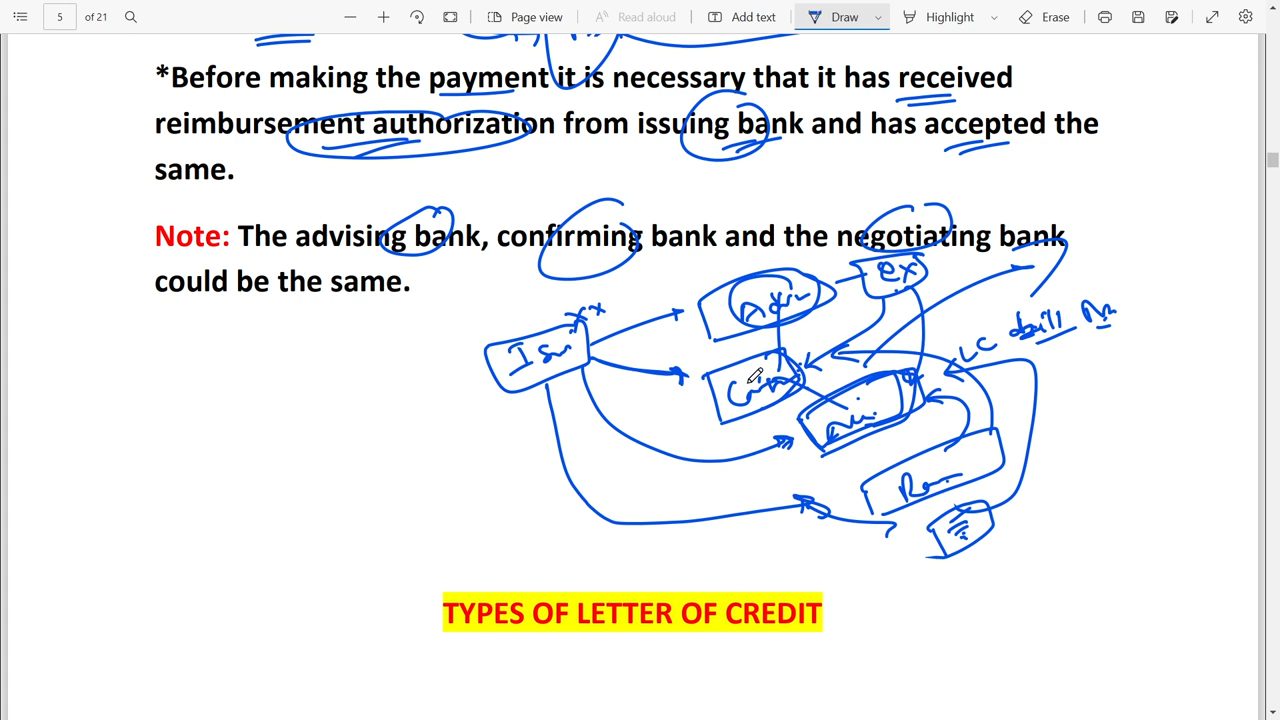 5 of 21 Page view Read aloud Add text Draw Highlight Erase
*Before making the payment it is necessary that it has received
reimbursement authorization from issuing bank and has accepted the
same.
Note: The advising bank, confirming bank and the negotiating bank
could be the same.
ex
LC
TYPES OF LETTER OF CREDIT